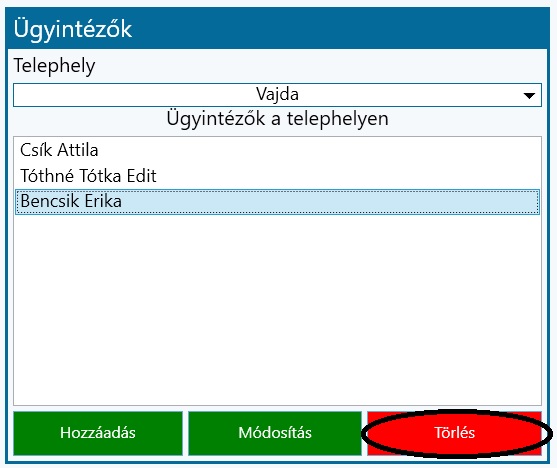 Ügyintézők
Telephely
Vajda
Ügyintézők a telephelyen
Csík Attila
Tóthné Tótka Edit
Bencsik Erika
Hozzáadás
Módosítás
Törlés